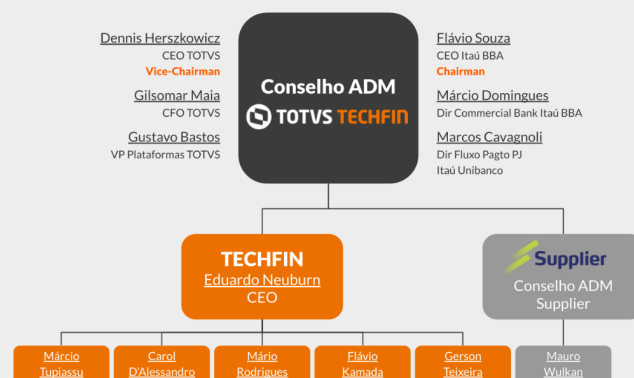 Dennis Herszkowicz
CEO TOTVS
Vice-Chairman
Gilsomar Maia
CFO TOTVS
Gustavo Bastos
VP Plataformas TOTVS
Conselho ADM
TOTVS TECHFIN
Flávio Souza
CEO Itaú BBA
Chairman
Márcio Domingues
Dir Commercial Bank Itaú BBA
Marcos Cavagnoli
Dir Fluxo Pagto PJ
Itaú Unibanco
TECHFIN
Eduardo Neuburn
CEO
Supplier
Conselho ADM
Supplier
Márcio
Tupiassu
Carol
D'Alessandro
Mário
Rodrigues
Flávio
Kamada
Gerson
Teixeira
Mauro
Wulkan